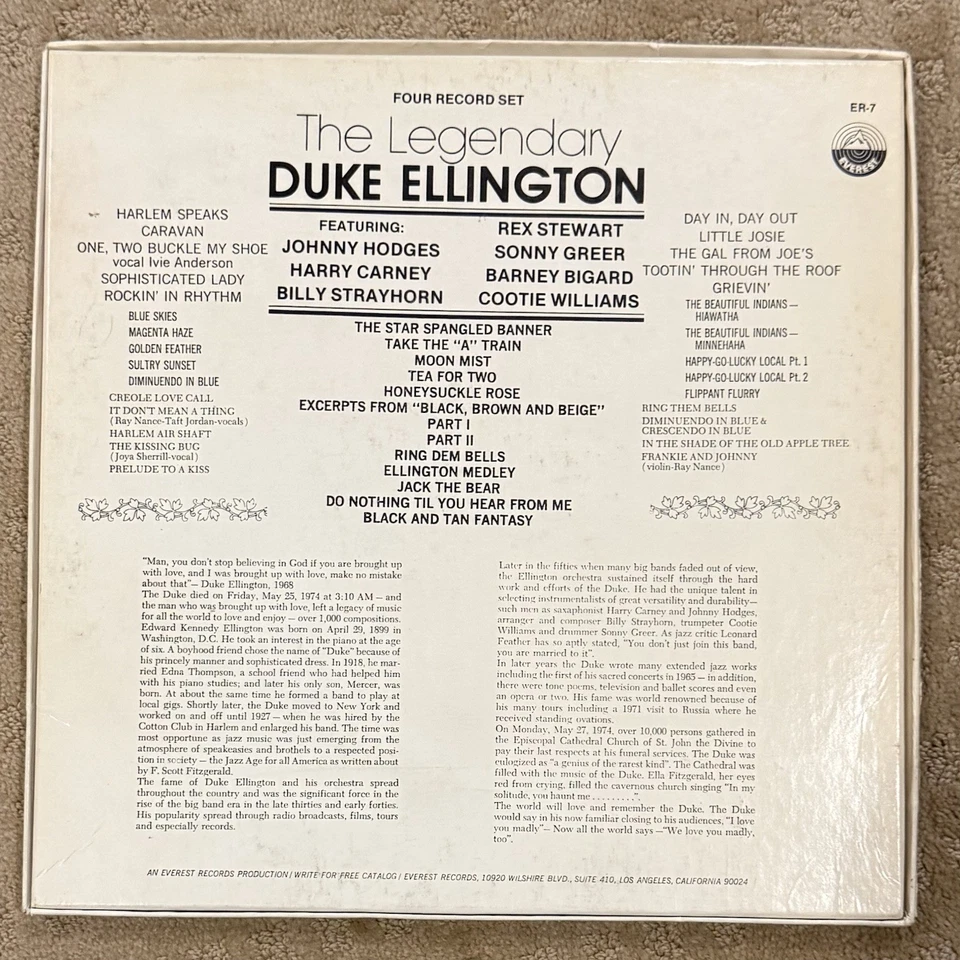 FOUR RECORD SET
ER-7
The Legendary
DUKE ELLINGTON
EVEREST
HARLEM SPEAKS
CARAVAN
ONE, TWO BUCKLE MY SHOE
vocal Ivie Anderson
SOPHISTICATED LADY
ROCKIN' IN RHYTHM
BLUE SKIES
MAGENTA HAZE
GOLDEN FEATHER
SULTRY SUNSET
DIMINUENDO IN BLUE
CREOLE LOVE CALL
IT DON'T MEAN A THING
(Ray Nance-Taft Jordan-vocals)
HARLEM AIR SHAFT
THE KISSING BUG
(Joya Sherrill-vocal)
PRELUDE TO A KISS
FEATURING:
JOHNNY HODGES
HARRY CARNEY
BILLY STRAYHORN
REX STEWART
SONNY GREER
BARNEY BIGARD
COOTIE WILLIAMS
THE STAR SPANGLED BANNER
TAKE THE "A" TRAIN
MOON MIST
TEA FOR TWO
HONEYSUCKLE ROSE
EXCERPTS FROM "BLACK, BROWN AND BEIGE"
PART I
PART II
RING DEM BELLS
ELLINGTON MEDLEY
JACK THE BEAR
DO NOTHING TIL YOU HEAR FROM ME
BLACK AND TAN FANTASY
DAY IN, DAY OUT
LITTLE JOSIE
THE GAL FROM JOE'S
TOOTIN' THROUGH THE ROOF
GRIEVIN'
THE BEAUTIFUL INDIANS—
HIAWATHA
THE BEAUTIFUL INDIANS—
MINNEHAHA
HAPPY-GO-LUCKY LOCAL Pt. 1
HAPPY-GO-LUCKY LOCAL Pt. 2
FLIPPANT FLURRY
RING THEM BELLS
DIMINUENDO IN BLUE &
CRESCENDO IN BLUE
IN THE SHADE OF THE OLD APPLE TREE
FRANKIE AND JOHNNY
(violin-Ray Nance)
"Man, you don't stop believing in God if you are brought up
with love, and I was brought up with love, make no mistake
about that"— Duke Ellington, 1968
The Duke died on Friday, May 25, 1974 at 3:10 AM — and
the man who was brought up with love, left a legacy of music
for all the world to love and enjoy — over 1,000 compositions.
Edward Kennedy Ellington was born on April 29, 1899 in
Washington, D.C. He took an interest in the piano at the age
of six. A boyhood friend chose the name of "Duke" because of
his princely manner and sophisticated dress. In 1918, he mar-
ried Edna Thompson, a school friend who had helped him
with his piano studies; and later his only son, Mercer, was
born. At about the same time he formed a band to play at
local gigs. Shortly later, the Duke moved to New York and
worked on and off until 1927 — when he was hired by the
Cotton Club in Harlem and enlarged his band. The time was
most opportune as jazz music was just emerging from the
atmosphere of speakeasies and brothels to a respected posi-
tion in society — the Jazz Age for all America as written about
by F. Scott Fitzgerald.
The fame of Duke Ellington and his orchestra spread
throughout the country and was the significant force in the
rise of the big band era in the late thirties and early forties.
His popularity spread through radio broadcasts, films, tours
and especially records.
Later in the fifties when many big bands faded out of view,
the Ellington orchestra sustained itself through the hard
work and efforts of the Duke. He had the unique talent in
selecting instrumentalists of great versatility and durability—
such men as saxaphonist Harry Carney and Johnny Hodges,
arranger and composer Billy Strayhorn, trumpeter Cootie
Williams and drummer Sonny Greer. As jazz critic Leonard
Feather has so aptly stated, "You don't just join this band,
you are married to it".
In later years the Duke wrote many extended jazz works
including the first of his sacred concerts in 1965 — in addition,
there were tone poems, television and ballet scores and even
an opera or two. His fame was world renowned because of
his many tours including a 1971 visit to Russia where he
received standing ovations.
On Monday, May 27, 1974, over 10,000 persons gathered in
the Episcopal Cathedral Church of St. John the Divine to
pay their last respects at his funeral services. The Duke was
eulogized as "a genius of the rarest kind". The Cathedral was
filled with the music of the Duke. Ella Fitzgerald, her eyes
red from crying, filled the cavernous church singing "In my
solitude, you haunt me .........".
The world will love and remember the Duke. The Duke
would say in his now familiar closing to his audiences, "I love
you madly"— Now all the world says —"We love you madly,
too".
AN EVEREST RECORDS PRODUCTION / WRITE FOR FREE CATALOG / EVEREST RECORDS, 10920 WILSHIRE BLVD., SUITE 410, LOS ANGELES, CALIFORNIA 90024